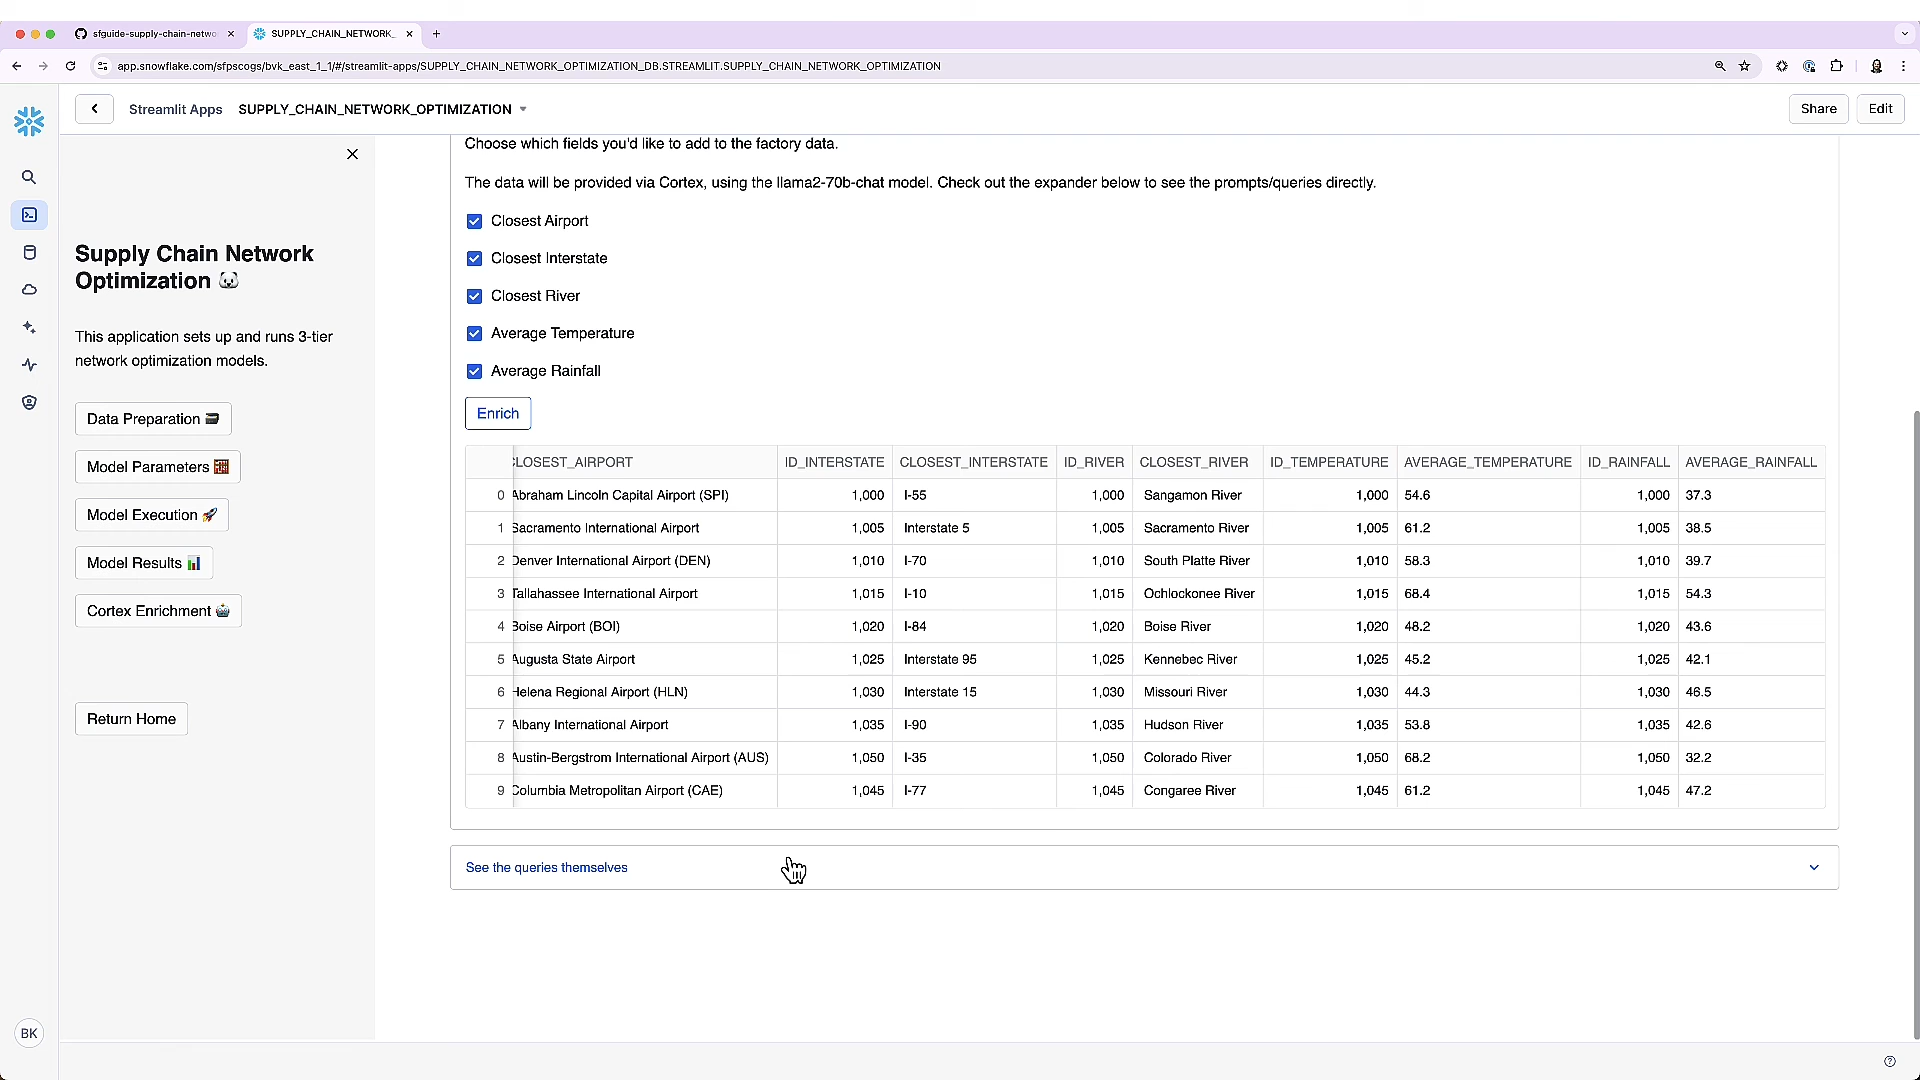 sfguide-supply-chain-netwo
SUPPLY_CHAIN_NETWORK_
app.snowflake.com/sfpscogs/bvk_east_1_1/#/streamlit-apps/SUPPLY_CHAIN_NETWORK_OPTIMIZATION_DB.STREAMLIT.SUPPLY_CHAIN_NETWORK_OPTIMIZATION
Streamlit Apps SUPPLY_CHAIN_NETWORK_OPTIMIZATION
Share Edit
Supply Chain Network
Optimization 🐼
This application sets up and runs 3-tier
network optimization models.
Data Preparation 🗃
Model Parameters 🧮
Model Execution 🚀
Model Results 📊
Cortex Enrichment 🤖
Return Home
BK
Choose which fields you'd like to add to the factory data.
The data will be provided via Cortex, using the llama2-70b-chat model. Check out the expander below to see the prompts/queries directly.
Closest Airport
Closest Interstate
Closest River
Average Temperature
Average Rainfall
Enrich
CLOSEST_AIRPORT ID_INTERSTATE CLOSEST_INTERSTATE ID_RIVER CLOSEST_RIVER ID_TEMPERATURE AVERAGE_TEMPERATURE ID_RAINFALL AVERAGE_RAINFALL
0 Abraham Lincoln Capital Airport (SPI) 1,000 I-55 1,000 Sangamon River 1,000 54.6 1,000 37.3
1 Sacramento International Airport 1,005 Interstate 5 1,005 Sacramento River 1,005 61.2 1,005 38.5
2 Denver International Airport (DEN) 1,010 I-70 1,010 South Platte River 1,010 58.3 1,010 39.7
3 Tallahassee International Airport 1,015 I-10 1,015 Ochlockonee River 1,015 68.4 1,015 54.3
4 Boise Airport (BOI) 1,020 I-84 1,020 Boise River 1,020 48.2 1,020 43.6
5 Augusta State Airport 1,025 Interstate 95 1,025 Kennebec River 1,025 45.2 1,025 42.1
6 Helena Regional Airport (HLN) 1,030 Interstate 15 1,030 Missouri River 1,030 44.3 1,030 46.5
7 Albany International Airport 1,035 I-90 1,035 Hudson River 1,035 53.8 1,035 42.6
8 Austin-Bergstrom International Airport (AUS) 1,050 I-35 1,050 Colorado River 1,050 68.2 1,050 32.2
9 Columbia Metropolitan Airport (CAE) 1,045 I-77 1,045 Congaree River 1,045 61.2 1,045 47.2
See the queries themselves